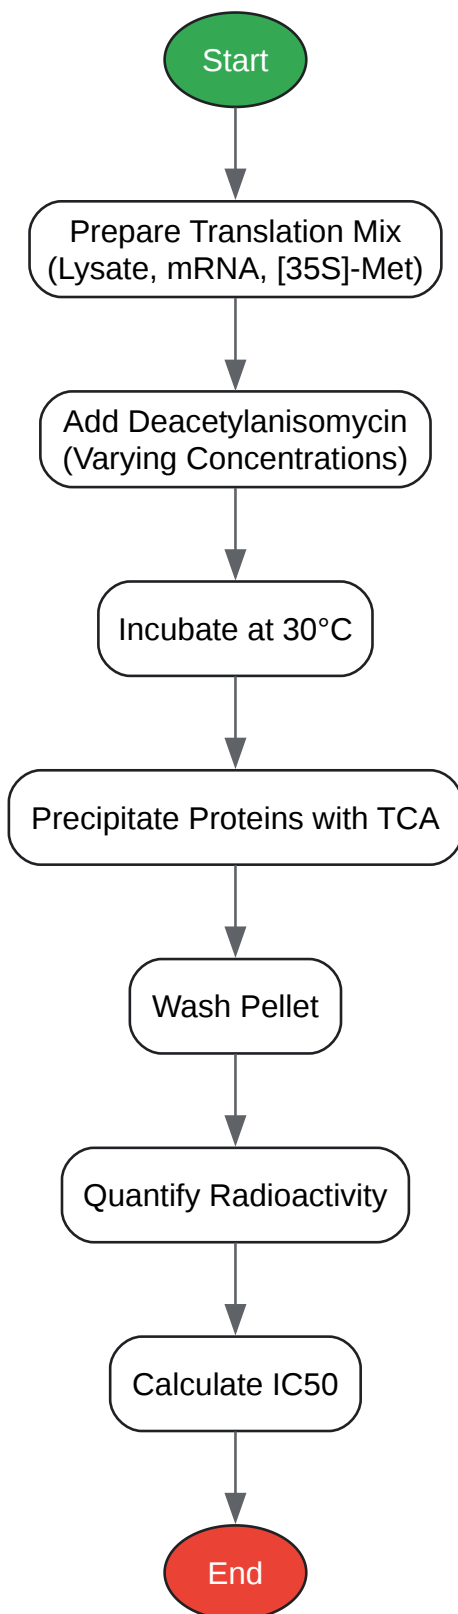 Start
Prepare Translation Mix
(Lysate, mRNA, [35S]-Met)
Add Deacetylanisomycin
(Varying Concentrations)
Incubate at 30°C
Precipitate Proteins with TCA
Wash Pellet
Quantify Radioactivity
Calculate IC50
End